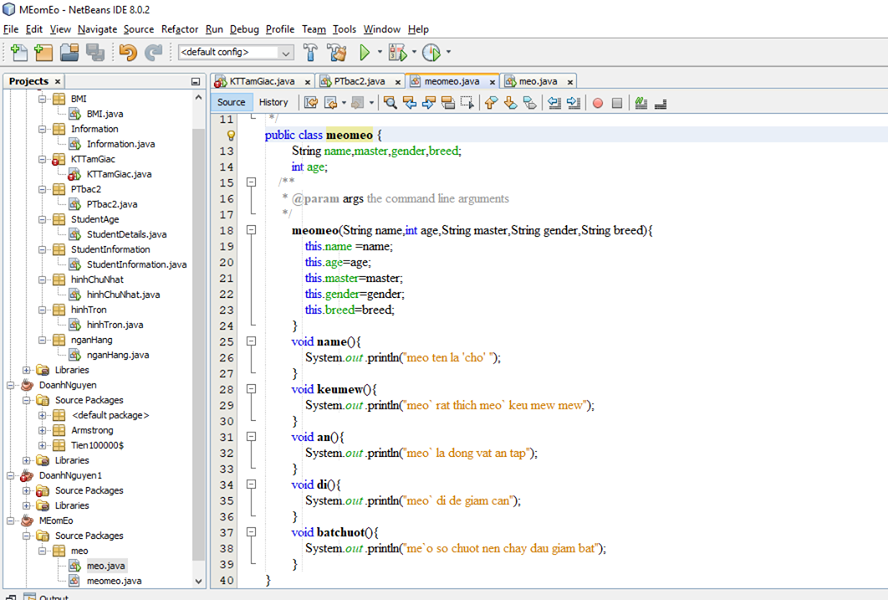 MEomEo - NetBeans IDE 8.0.2
File Edit View Navigate Source Refactor Run Debug Profile Team Tools Window Help
<default config>
Projects
KTTamGiac.java PTbac2.java meomeo.java meo.java
Source History
BMI
BMI.java
Information
Information.java
KTTamGiac
KTTamGiac.java
PTbac2
PTbac2.java
StudentAge
StudentDetails.java
StudentInformation
StudentInformation.java
hinhChuNhat
hinhChuNhat.java
hinhTron
hinhTron.java
nganHang
nganHang.java
Libraries
DoanhNguyen
Source Packages
<default package>
Armstrong
Tien100000$
Libraries
DoanhNguyen1
Source Packages
Libraries
MEomEo
Source Packages
meo
meo.java
meomeo.java
11 */
public class meomeo {
13 String name,master,gender,breed;
14 int age;
15 /**
16 * @param args the command line arguments
17 */
18 meomeo(String name,int age,String master,String gender,String breed){
19 this.name =name;
20 this.age=age;
21 this.master=master;
22 this.gender=gender;
23 this.breed=breed;
24 }
25 void name(){
26 System.out.println("meo ten la 'cho' ");
27 }
28 void keumew(){
29 System.out.println("meo` rat thich meo` keu mew mew");
30 }
31 void an(){
32 System.out.println("meo` la dong vat an tap");
33 }
34 void di(){
35 System.out.println("meo` di de giam can");
36 }
37 void batchuot(){
38 System.out.println("me`o so chuot nen chay dau giam bat");
39 }
40 }
Output